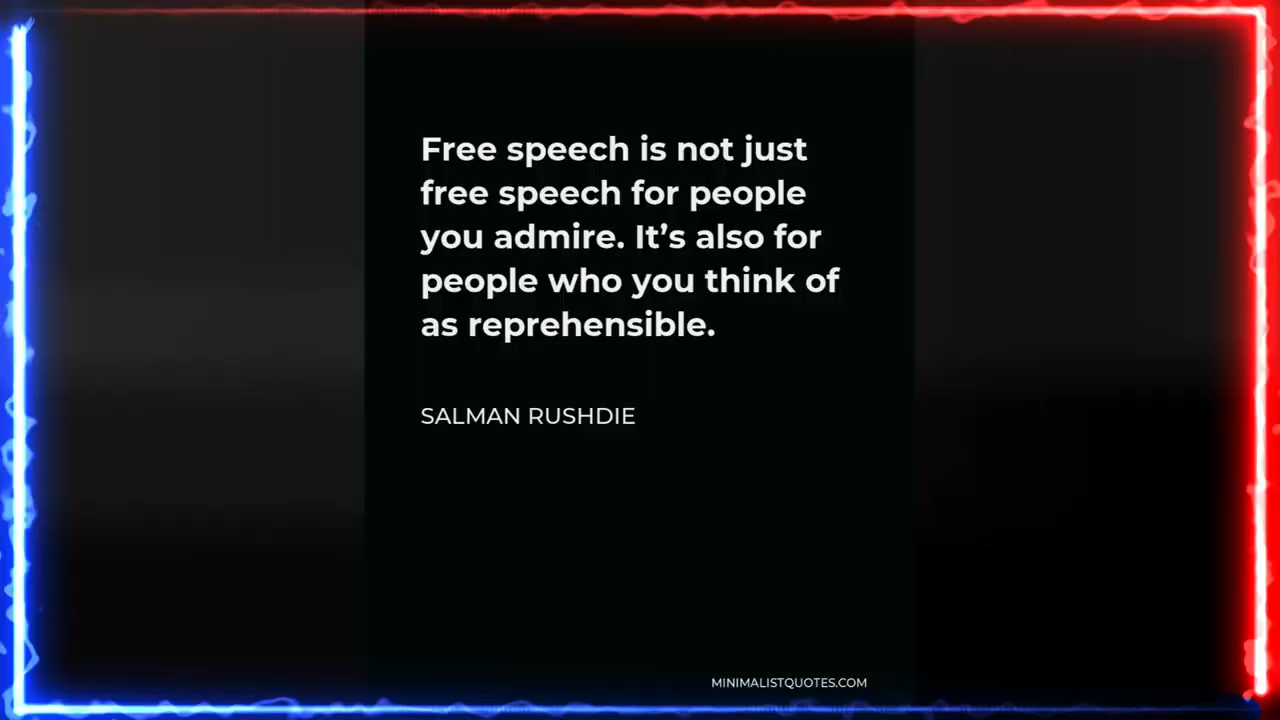 Free speech is not just
free speech for people
you admire. It’s also for
people who you think of
as reprehensible.
SALMAN RUSHDIE
MINIMALISTQUOTES.COM